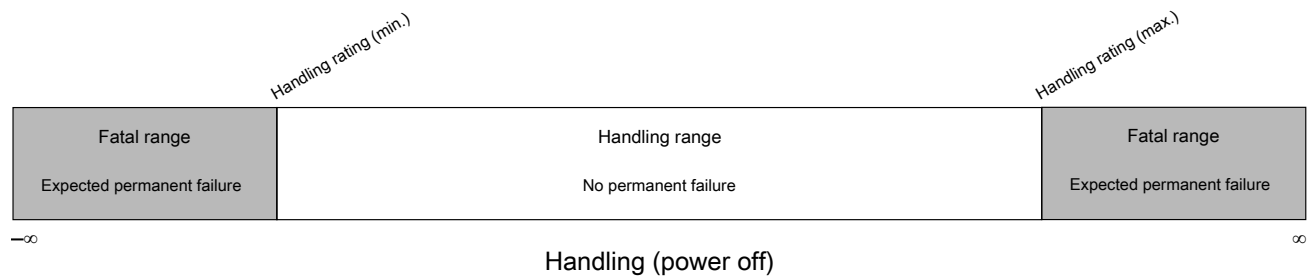 Handling rating (min.)
Handling rating (max.)
Fatal range
Handling range
Fatal range
Expected permanent failure
No permanent failure
Expected permanent failure
–∞
∞
Handling (power off)